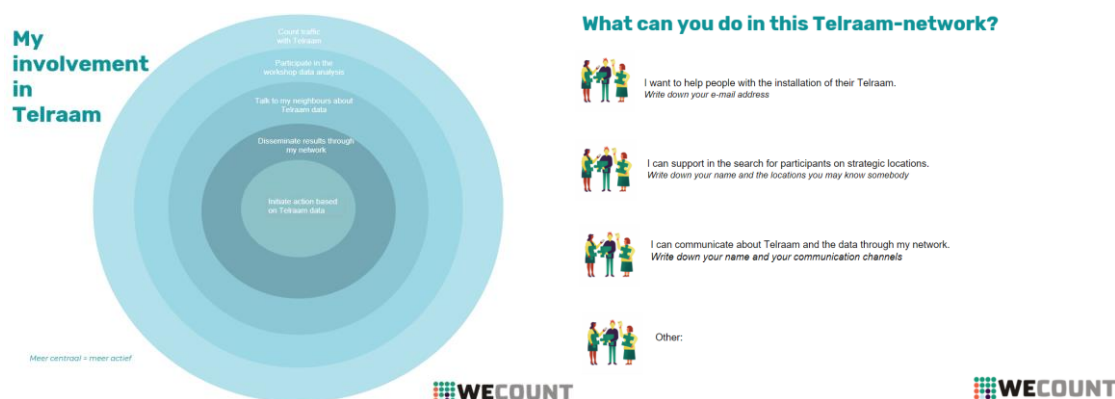 My
involvement
in
Telraam
Count traffic
with Telraam
Participate in the
workshop data analysis
Talk to my neighbours about
Telraam data
Disseminate results through
my network
Initiate action based
on Telraam data
Meer centraal = meer actief
WECOUNT
What can you do in this Telraam-network?
I want to help people with the installation of their Telraam.
Write down your e-mail address
I can support in the search for participants on strategic locations.
Write down your name and the locations you may know somebody
I can communicate about Telraam and the data through my network.
Write down your name and your communication channels
Other:
WECOUNT